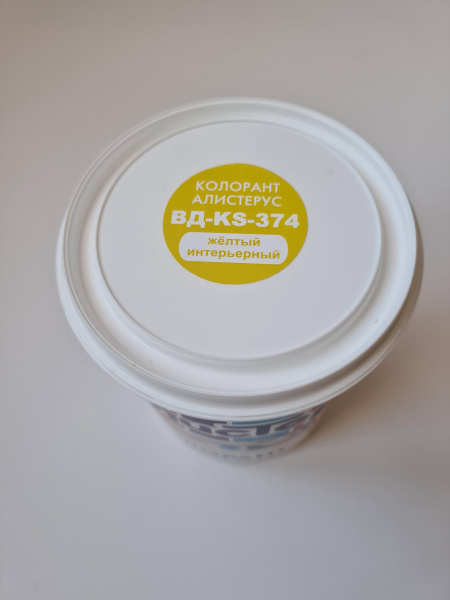 КОЛОРАНТ
АЛИСТЕРУС
ВД-KS-374
жёлтый
интерьерный